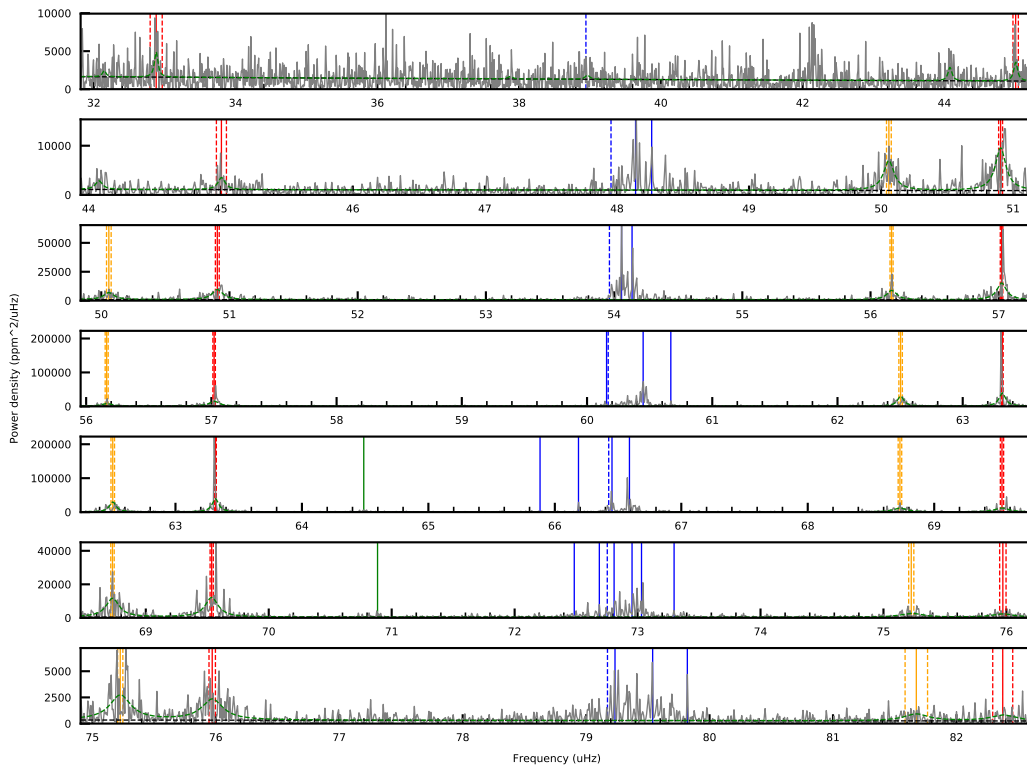 10000
5000
0
32 34 36 38 40 42 44
10000
0
44 45 46 47 48 49 50 51
50000
25000
0
50 51 52 53 54 55 56 57
200000
100000
0
56 57 58 59 60 61 62 63
Power density (ppm^2/uHz)
200000
100000
0
63 64 65 66 67 68 69
40000
20000
0
69 70 71 72 73 74 75 76
5000
2500
0
75 76 77 78 79 80 81 82
Frequency (uHz)